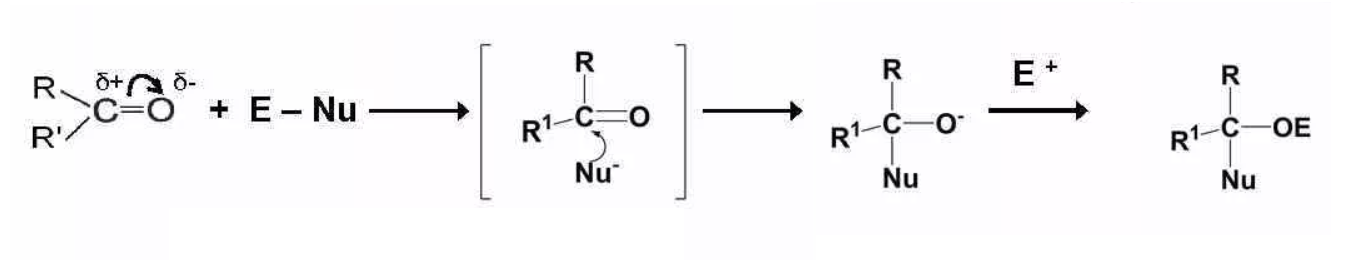 R
R'
δ+
C=O
δ-
+ E – Nu
R
R¹
C=O
Nu⁻
R
R¹
C—O⁻
Nu
E +
R
R¹
C—OE
Nu